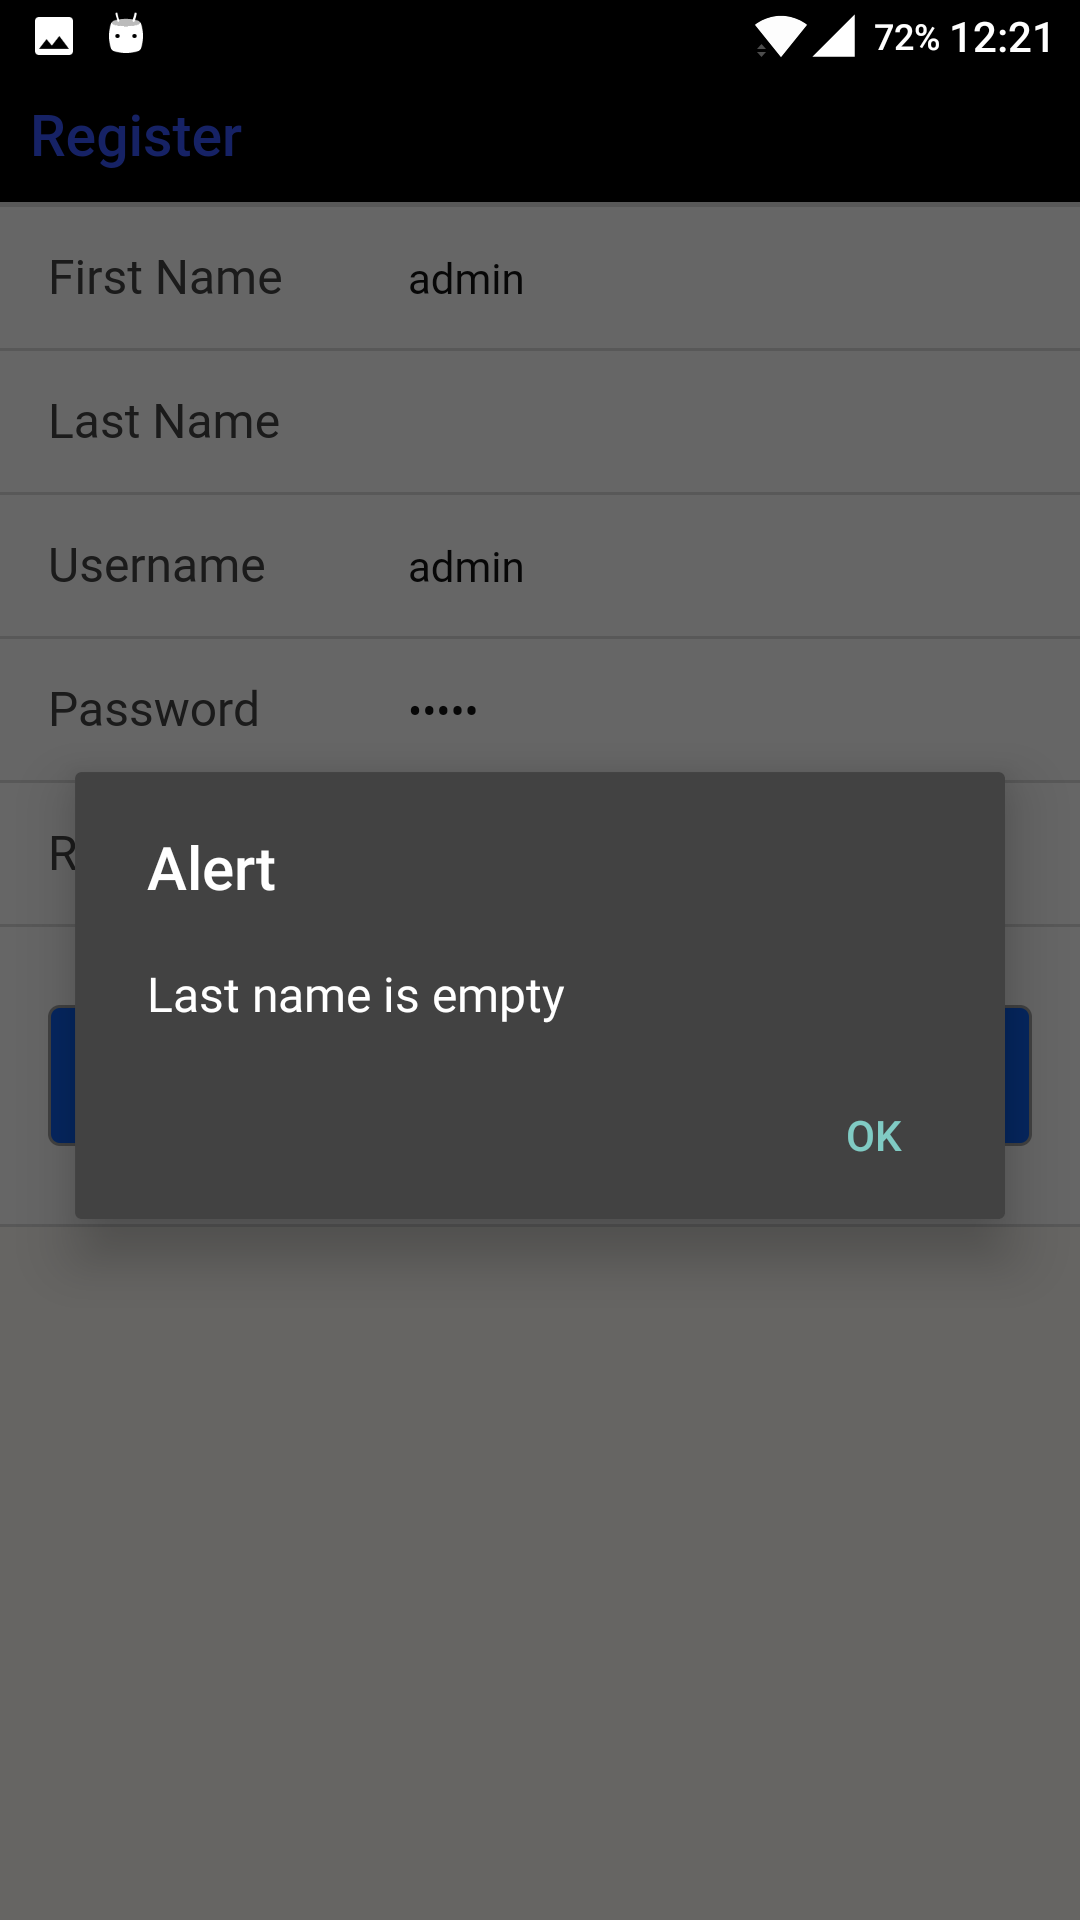 72% 12:21
Register
First Name admin
Last Name
Username admin
Password •••••
R
Alert
Last name is empty
OK